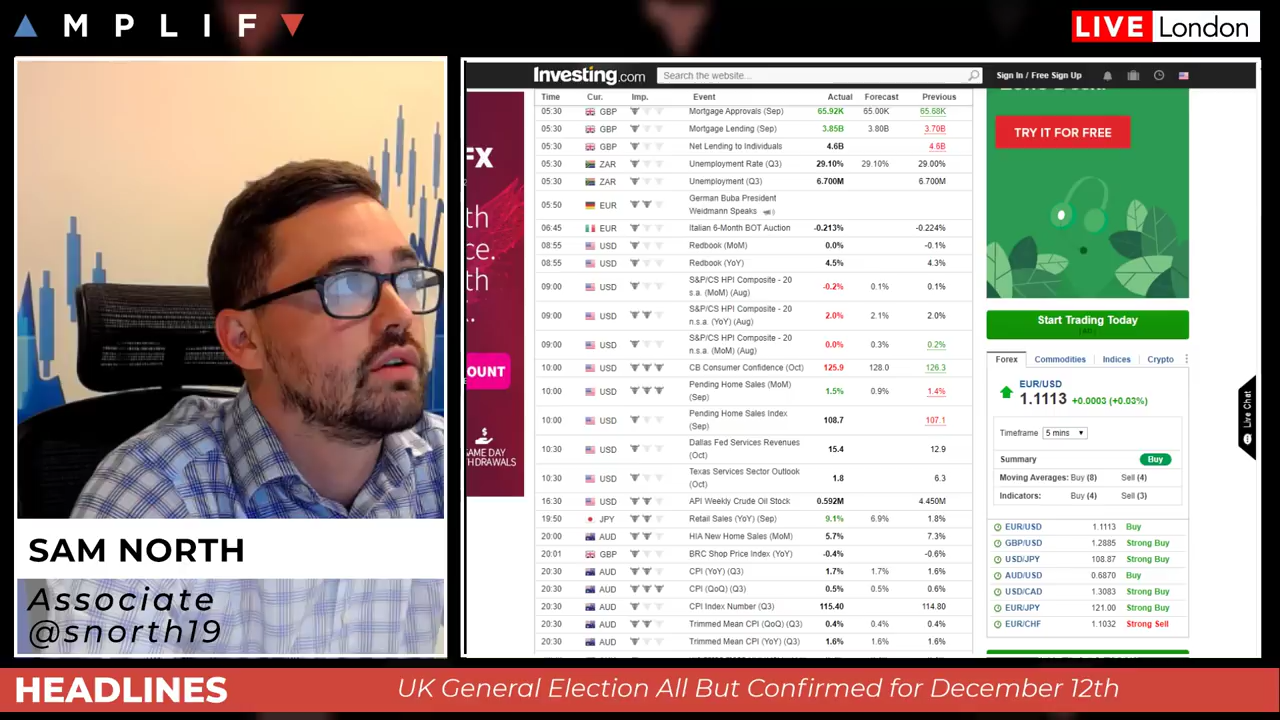 MPLIF
LIVE London
Investing.com
Search the website...
Sign In / Free Sign Up
Time Cur. Imp. Event Actual Forecast Previous
05:30 GBP Mortgage Approvals (Sep) 65.92K 65.00K 65.68K
05:30 GBP Mortgage Lending (Sep) 3.85B 3.80B 3.70B
05:30 GBP Net Lending to Individuals 4.6B 4.6B
05:30 ZAR Unemployment Rate (Q3) 29.10% 29.10% 29.00%
05:30 ZAR Unemployment (Q3) 6.700M 6.700M
05:50 EUR German Buba President
Weidmann Speaks
06:45 EUR Italian 6-Month BOT Auction -0.213% -0.224%
08:55 USD Redbook (MoM) 0.0% -0.1%
08:55 USD Redbook (YoY) 4.5% 4.3%
09:00 USD S&P/CS HPI Composite - 20
s.a. (MoM) (Aug) -0.2% 0.1% 0.1%
09:00 USD S&P/CS HPI Composite - 20
n.s.a. (YoY) (Aug) 2.0% 2.1% 2.0%
09:00 USD S&P/CS HPI Composite - 20
n.s.a. (MoM) (Aug) 0.0% 0.3% 0.2%
10:00 USD CB Consumer Confidence (Oct) 125.9 128.0 126.3
10:00 USD Pending Home Sales (MoM)
(Sep) 1.5% 0.9% 1.4%
10:00 USD Pending Home Sales Index
(Sep) 108.7 107.1
10:30 USD Dallas Fed Services Revenues
(Oct) 15.4 12.9
10:30 USD Texas Services Sector Outlook
(Oct) 1.8 6.3
16:30 USD API Weekly Crude Oil Stock 0.592M 4.450M
19:50 JPY Retail Sales (YoY) (Sep) 9.1% 6.9% 1.8%
20:00 AUD HIA New Home Sales (MoM) 5.7% 7.3%
20:01 GBP BRC Shop Price Index (YoY) -0.4% -0.6%
20:30 AUD CPI (YoY) (Q3) 1.7% 1.7% 1.6%
20:30 AUD CPI (QoQ) (Q3) 0.5% 0.5% 0.6%
20:30 AUD CPI Index Number (Q3) 115.40 114.80
20:30 AUD Trimmed Mean CPI (QoQ) (Q3) 0.4% 0.4% 0.4%
20:30 AUD Trimmed Mean CPI (YoY) (Q3) 1.6% 1.6% 1.6%
FX
th
ce.
th
OUNT
SAME DAY
THDRAWALS
TRY IT FOR FREE
Start Trading Today
Forex Commodities Indices Crypto
EUR/USD
1.1113 +0.0003 (+0.03%)
Timeframe 5 mins
Summary Buy
Moving Averages: Buy (8) Sell (4)
Indicators: Buy (4) Sell (3)
EUR/USD 1.1113 Buy
GBP/USD 1.2885 Strong Buy
USD/JPY 108.87 Strong Buy
AUD/USD 0.6870 Buy
USD/CAD 1.3083 Strong Buy
EUR/JPY 121.00 Strong Buy
EUR/CHF 1.1032 Strong Sell
Live Chat
SAM NORTH
Associate
@snorth19
HEADLINES
UK General Election All But Confirmed for December 12th